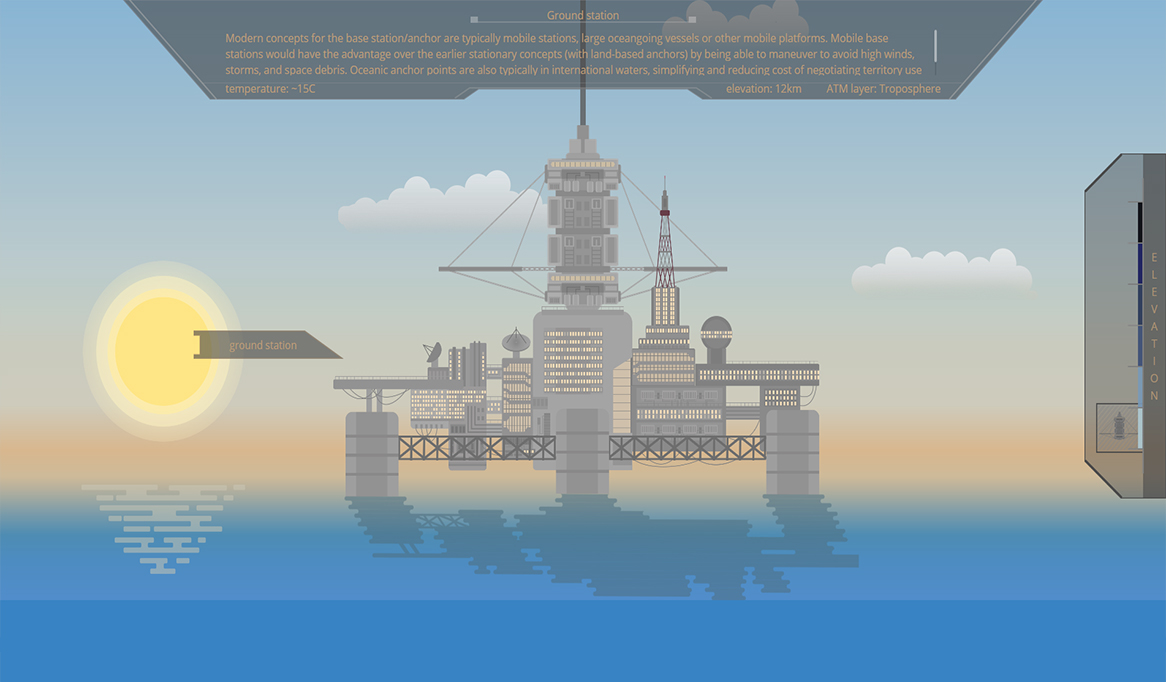 Ground station
Modern concepts for the base station/anchor are typically mobile stations, large oceangoing vessels or other mobile platforms. Mobile base
stations would have the advantage over the earlier stationary concepts (with land-based anchors) by being able to maneuver to avoid high winds,
storms, and space debris. Oceanic anchor points are also typically in international waters, simplifying and reducing cost of negotiating territory use
temperature: ~15C
elevation: 12km
ATM layer: Troposphere
ELEVATION
ground station